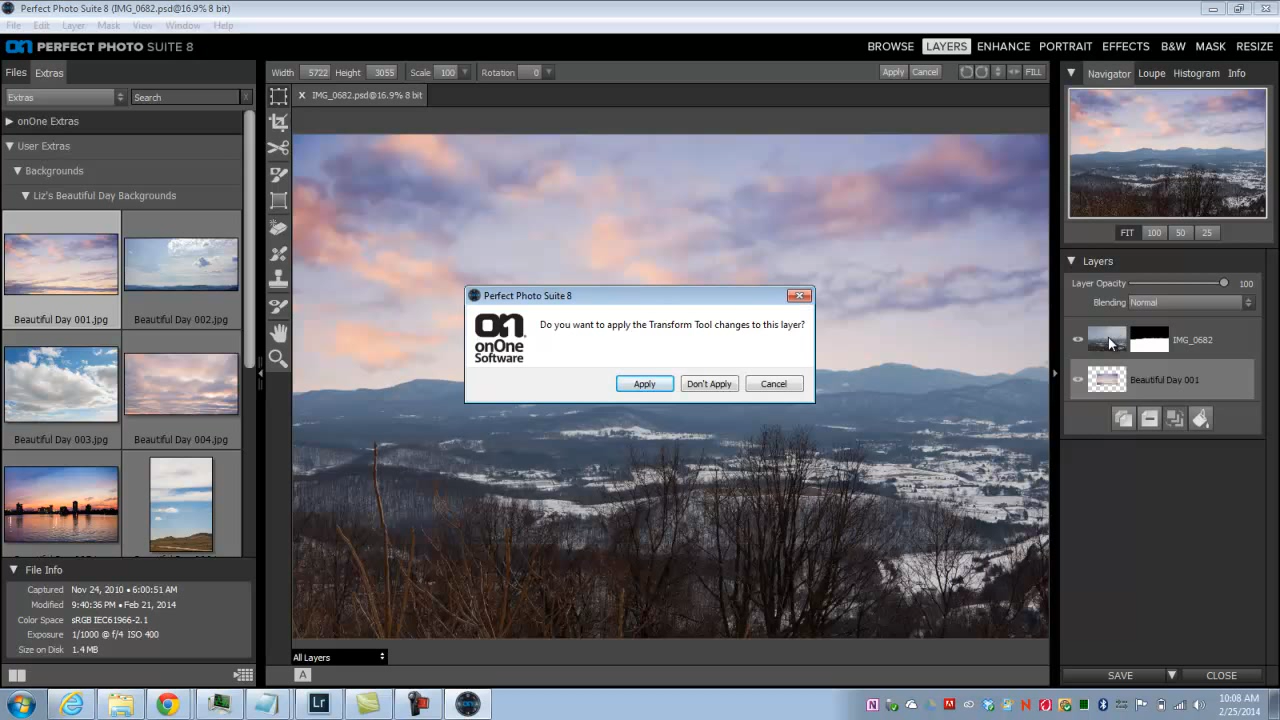 Perfect Photo Suite 8 (IMG_0682.psd@16.9% 8 bit)
File Edit Layer Mask View Window Help
on PERFECT PHOTO SUITE 8
BROWSE LAYERS ENHANCE PORTRAIT EFFECTS B&W MASK RESIZE
Files Extras
Width 5722 Height 3055 Scale 100 Rotation 0 Apply Cancel FILL
Navigator Loupe Histogram Info
Extras Search
X IMG_0682.psd@16.9% 8 bit
onOne Extras
User Extras
Backgrounds
Liz's Beautiful Day Backgrounds
FIT 100 50 25
Layers
Layer Opacity 100
Blending Normal
Beautiful Day 001.jpg Beautiful Day 002.jpg
Perfect Photo Suite 8
Do you want to apply the Transform Tool changes to this layer?
on
onOne
Software
IMG_0682
Apply Don't Apply Cancel
Beautiful Day 001
Beautiful Day 003.jpg Beautiful Day 004.jpg
File Info
Captured Nov 24, 2010 • 6:00:51 AM
Modified 9:40:36 PM • Feb 21, 2014
Color Space sRGB IEC61966-2.1
Exposure 1/1000 @ f/4 ISO 400
Size on Disk 1.4 MB
All Layers
A
SAVE CLOSE
Lr
10:08 AM
2/25/2014